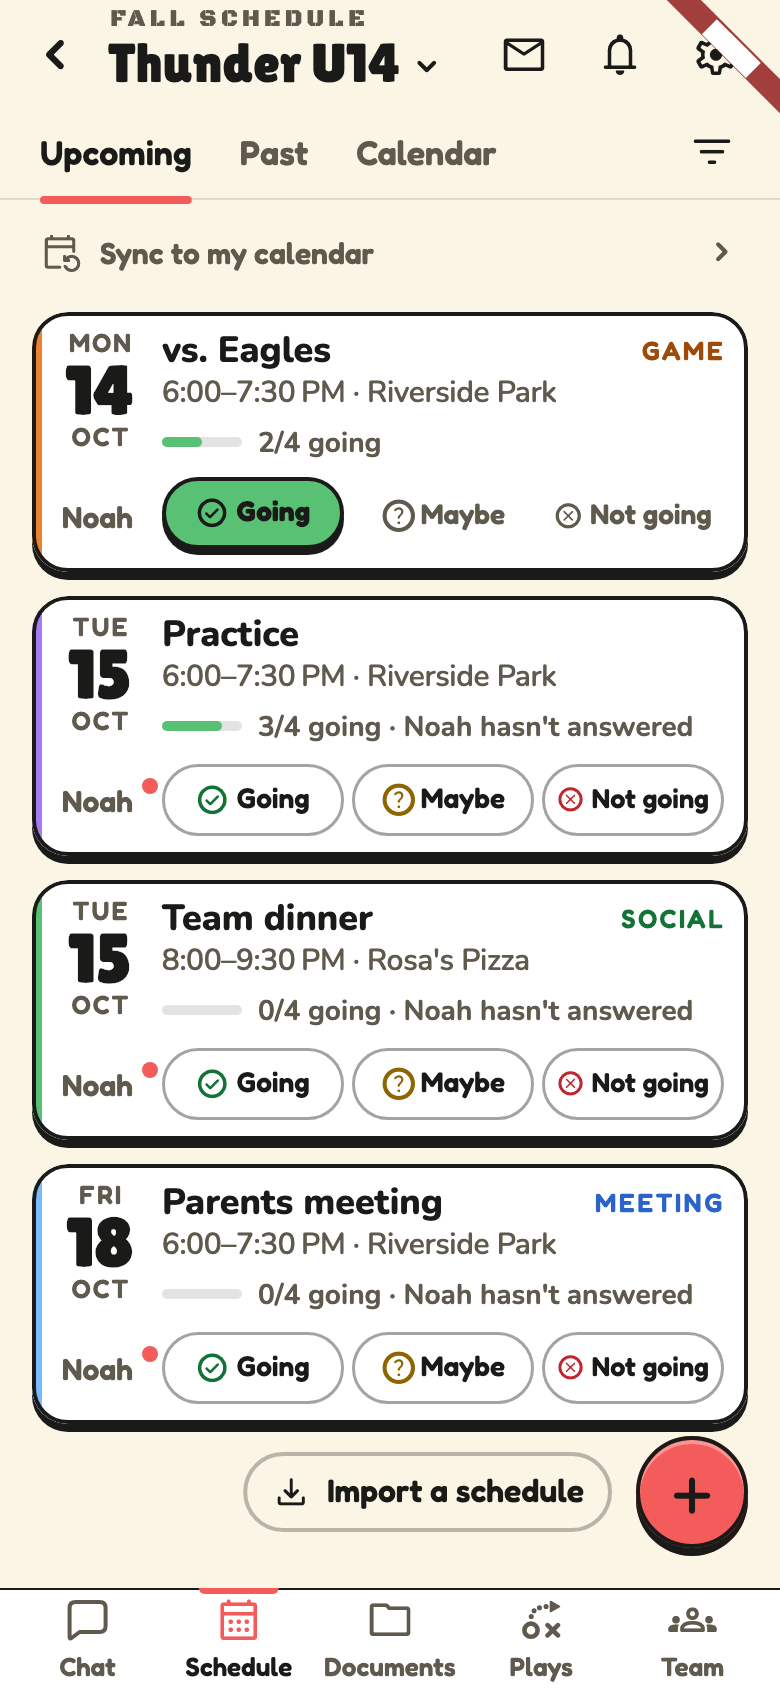 FALL SCHEDULE
Thunder U14
Upcoming Past Calendar
Sync to my calendar
MON
14
OCT
vs. Eagles
GAME
6:00–7:30 PM · Riverside Park
2/4 going
Noah
Going
Maybe
Not going
TUE
15
OCT
Practice
6:00–7:30 PM · Riverside Park
3/4 going · Noah hasn't answered
Noah
Going
Maybe
Not going
TUE
15
OCT
Team dinner
SOCIAL
8:00–9:30 PM · Rosa's Pizza
0/4 going · Noah hasn't answered
Noah
Going
Maybe
Not going
FRI
18
OCT
Parents meeting
MEETING
6:00–7:30 PM · Riverside Park
0/4 going · Noah hasn't answered
Noah
Going
Maybe
Not going
Import a schedule
Chat Schedule Documents Plays Team